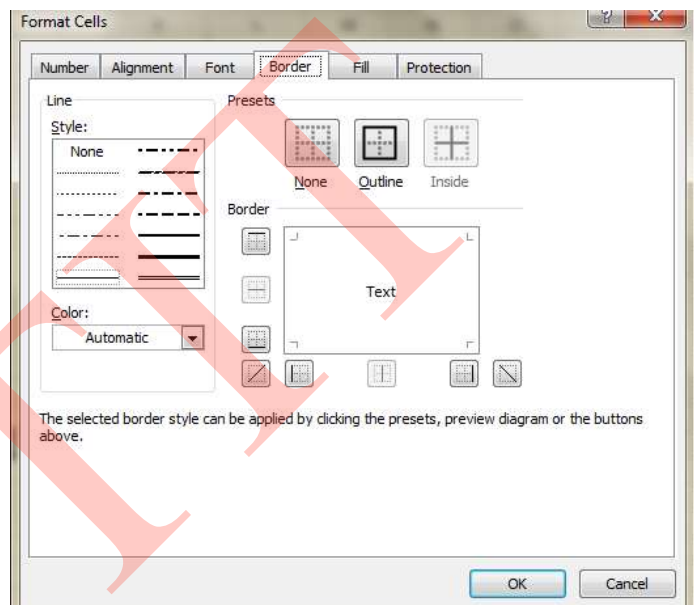 Format Cells
Number Alignment Font Border Fill Protection
Line
Style:
None
Color:
Automatic
Presets
None Outline Inside
Border
Text
The selected border style can be applied by clicking the presets, preview diagram or the buttons
above.
OK Cancel
TIT